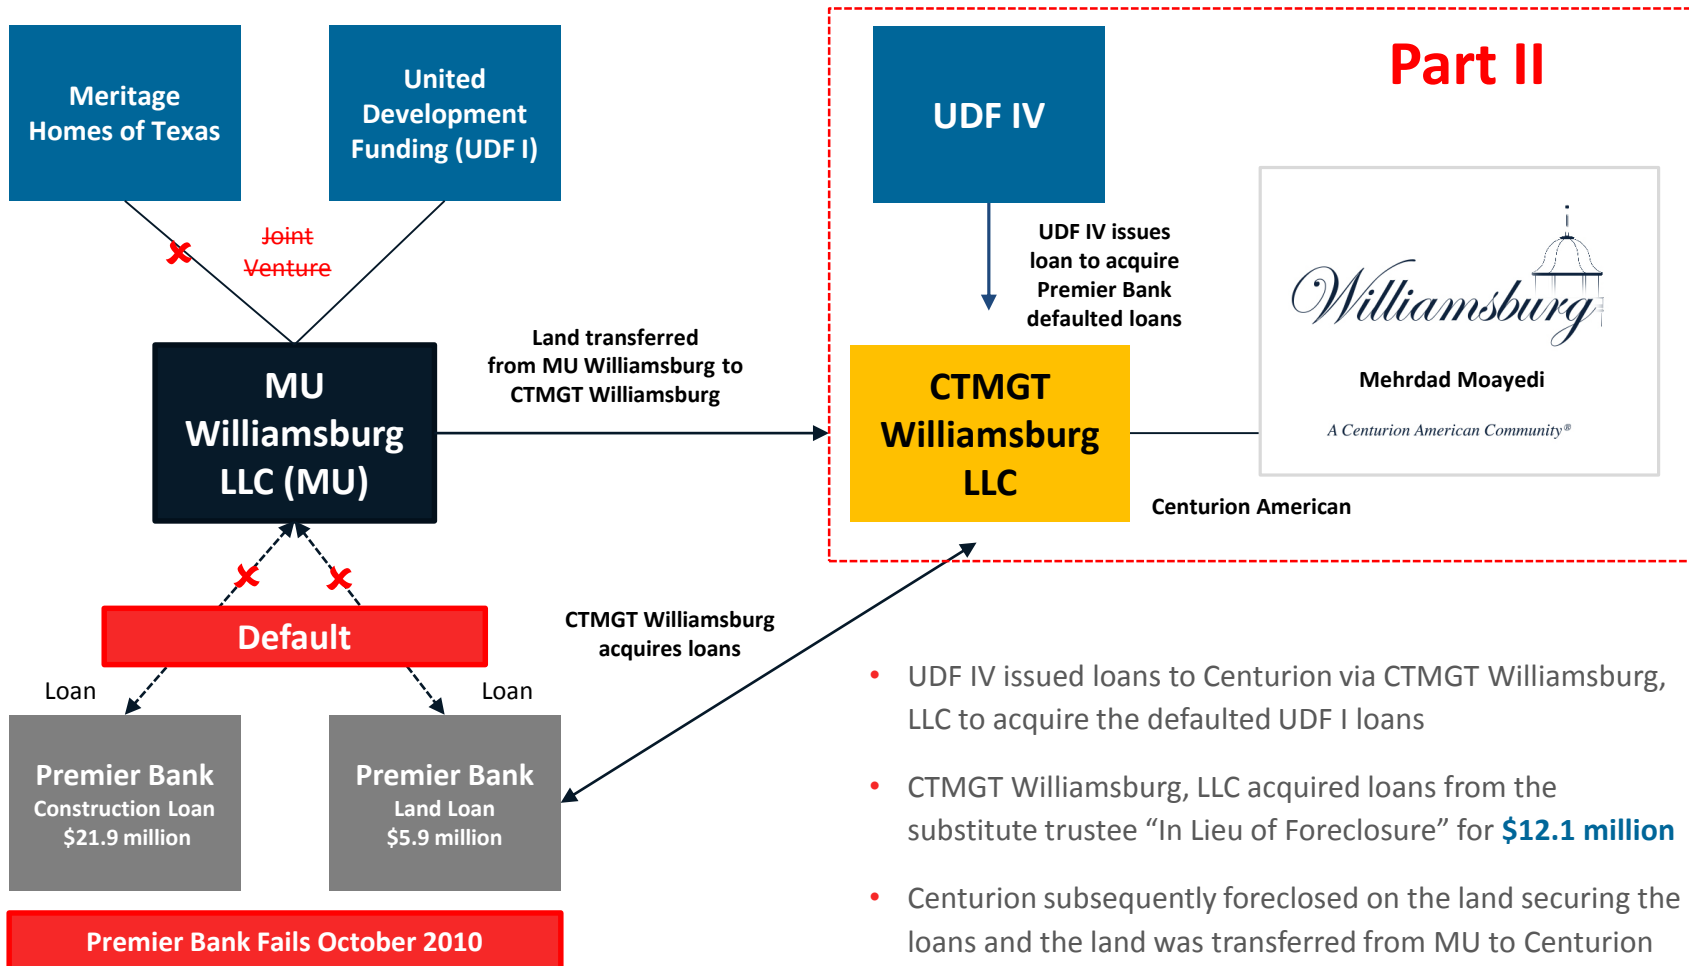 Meritage
Homes of Texas
United
Development
Funding (UDF I)
UDF IV
Part II
Joint
Venture
UDF IV issues
loan to acquire
Premier Bank
defaulted loans
Williamsburg
Mehrdad Moayedi
A Centurion American Community®
Land transferred
from MU Williamsburg to
CTMGT Williamsburg
MU
Williamsburg
LLC (MU)
CTMGT
Williamsburg
LLC
Centurion American
Default
CTMGT Williamsburg
acquires loans
Loan
Loan
Premier Bank
Construction Loan
$21.9 million
Premier Bank
Land Loan
$5.9 million
Premier Bank Fails October 2010
• UDF IV issued loans to Centurion via CTMGT Williamsburg,
LLC to acquire the defaulted UDF I loans
• CTMGT Williamsburg, LLC acquired loans from the
substitute trustee “In Lieu of Foreclosure” for $12.1 million
• Centurion subsequently foreclosed on the land securing the
loans and the land was transferred from MU to Centurion